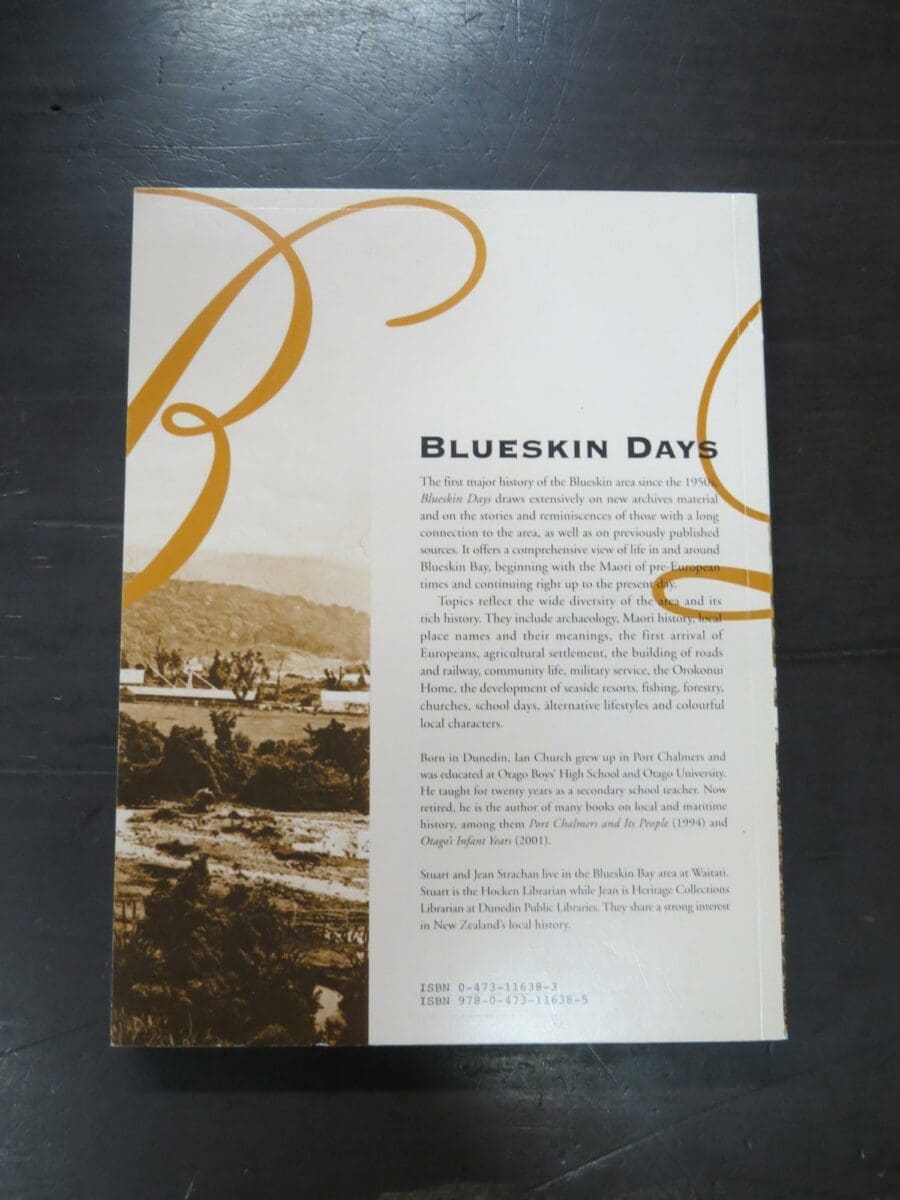 BLUESKIN DAYS
The first major history of the Blueskin area since the 1950s,
Blueskin Days draws extensively on new archives material
and on the stories and reminiscences of those with a long
connection to the area, as well as on previously published
sources. It offers a comprehensive view of life in and around
Blueskin Bay, beginning with the Maori of pre-European
times and continuing right up to the present day.
Topics reflect the wide diversity of the area and its
rich history. They include archaeology, Maori history, local
place names and their meanings, the first arrival of
Europeans, agricultural settlement, the building of roads
and railway, community life, military service, the Orokonui
Home, the development of seaside resorts, fishing, forestry,
churches, school days, alternative lifestyles and colourful
local characters.
Born in Dunedin, Ian Church grew up in Port Chalmers and
was educated at Otago Boys' High School and Otago University.
He taught for twenty years as a secondary school teacher. Now
retired, he is the author of many books on local and maritime
history, among them Port Chalmers and Its People (1994) and
Otago's Infant Years (2001).
Stuart and Jean Strachan live in the Blueskin Bay area at Waitati.
Stuart is the Hocken Librarian while Jean is Heritage Collections
Librarian at Dunedin Public Libraries. They share a strong interest
in New Zealand's local history.
ISBN 0-473-11638-3
ISBN 978-0-473-11638-5